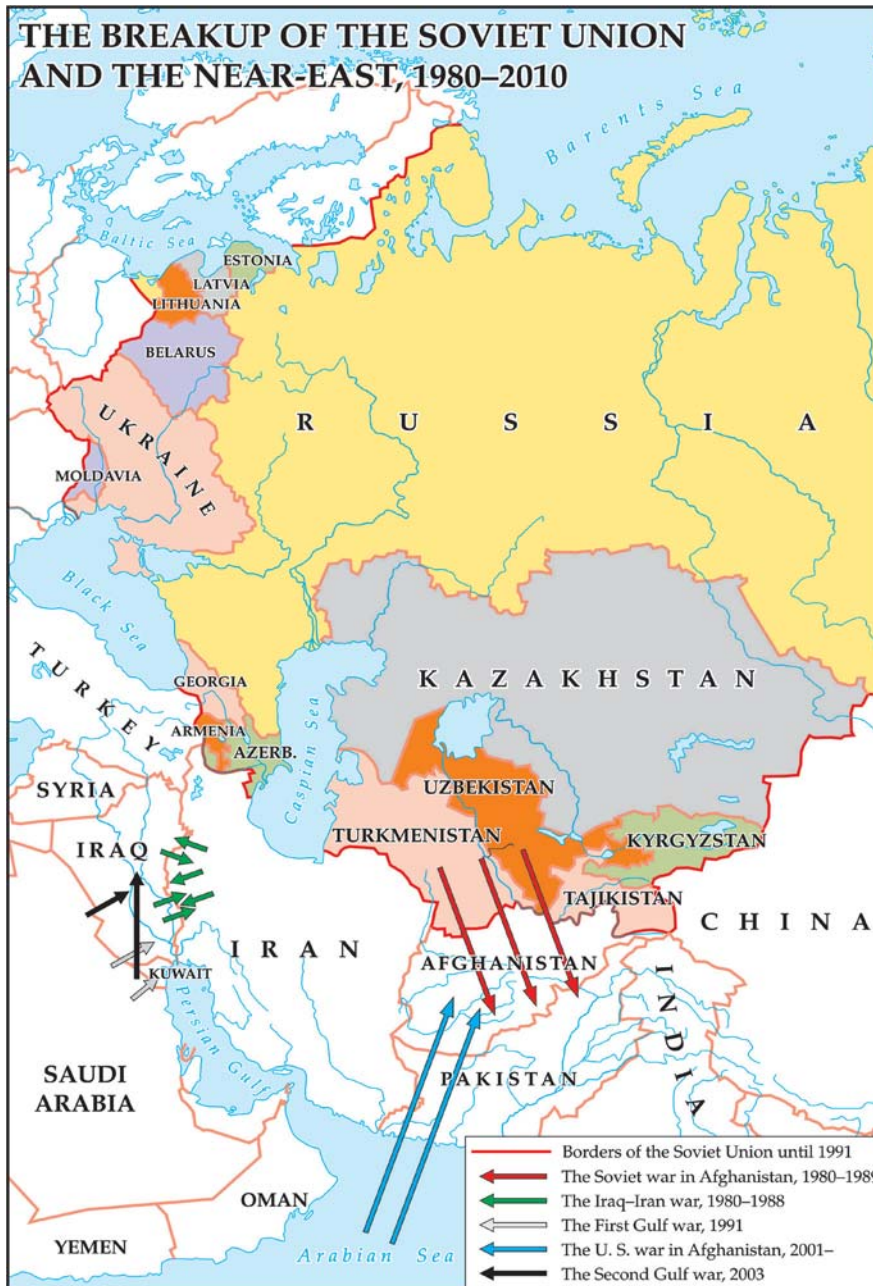 THE BREAKUP OF THE SOVIET UNION
AND THE NEAR-EAST, 1980–2010
Barents Sea
Baltic Sea
ESTONIA
LATVIA
LITHUANIA
BELARUS
RUSSIA
UKRAINE
MOLDAVIA
Black Sea
TURKEY
GEORGIA
ARMENIA
AZERB.
Caspian Sea
KAZAKHSTAN
UZBEKISTAN
TURKMENISTAN
KYRGYZSTAN
TAJIKISTAN
SYRIA
IRAQ
IRAN
CHINA
AFGHANISTAN
KUWAIT
Persian Gulf
INDIA
PAKISTAN
SAUDI
ARABIA
OMAN
YEMEN
Arabian Sea
Borders of the Soviet Union until 1991
The Soviet war in Afghanistan, 1980–1989
The Iraq–Iran war, 1980–1988
The First Gulf war, 1991
The U. S. war in Afghanistan, 2001–
The Second Gulf war, 2003